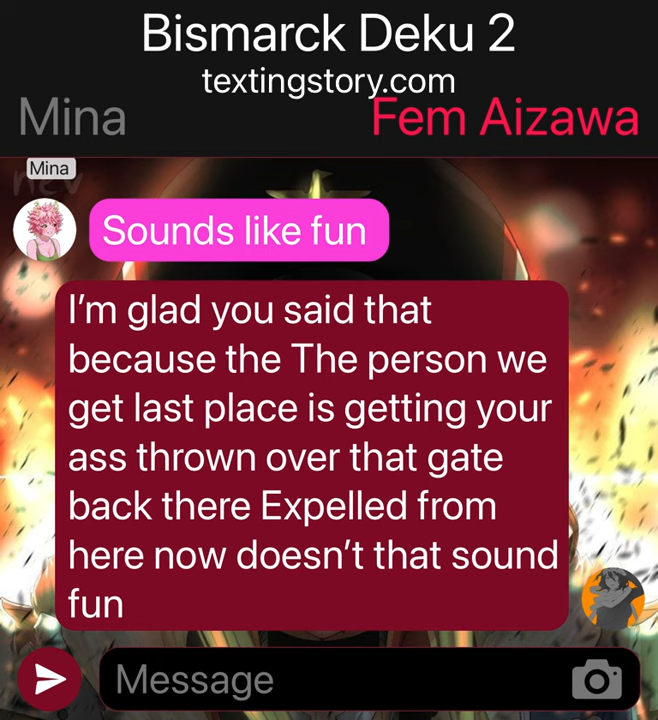 Bismarck Deku 2
textingstory.com
Mina
Fem Aizawa
Mina
Sounds like fun
I'm glad you said that
because the The person we
get last place is getting your
ass thrown over that gate
back there Expelled from
here now doesn't that sound
fun
Message